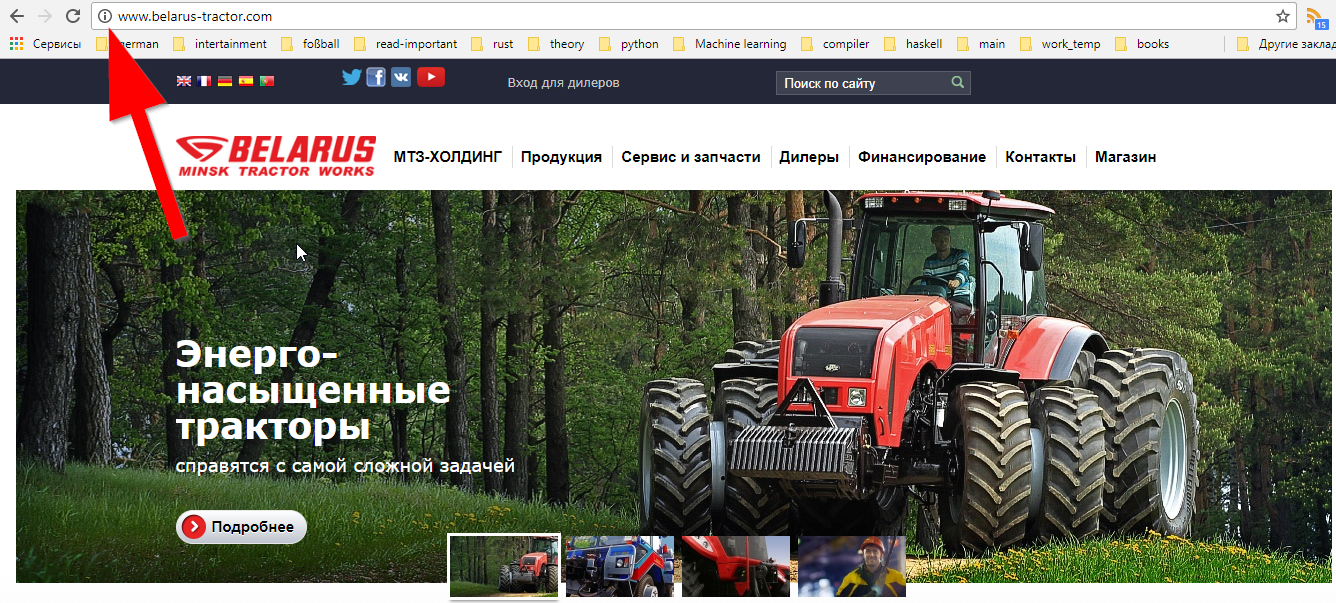 www.belarus-tractor.com
15
Сервисы german intertainment foßball read-important rust theory python Machine learning compiler haskell main work_temp books Другие заклад
Вход для дилеров
Поиск по сайту
BELARUS
MINSK TRACTOR WORKS
МТЗ-ХОЛДИНГ Продукция Сервис и запчасти Дилеры Финансирование Контакты Магазин
Энерго-
насыщенные
тракторы
справятся с самой сложной задачей
Подробнее